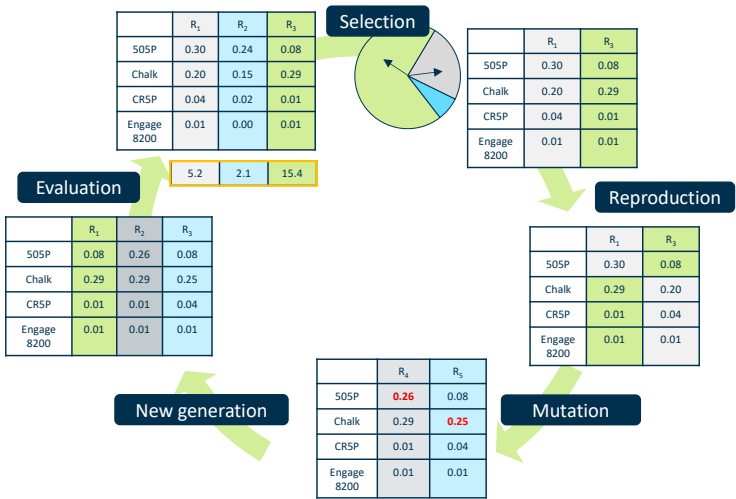 Selection
R₁ R₂ R₃
505P 0.30 0.24 0.08
Chalk 0.20 0.15 0.29
CR5P 0.04 0.02 0.01
Engage 0.01 0.00 0.01
8200
5.2 2.1 15.4
R₁ R₃
505P 0.30 0.08
Chalk 0.20 0.29
CR5P 0.04 0.01
Engage 0.01 0.01
8200
Reproduction
R₁ R₃
505P 0.30 0.08
Chalk 0.29 0.20
CR5P 0.01 0.04
Engage 0.01 0.01
8200
Mutation
R₄ R₅
505P 0.26 0.08
Chalk 0.29 0.25
CR5P 0.01 0.04
Engage 0.01 0.01
8200
New generation
R₁ R₂ R₃
505P 0.08 0.26 0.08
Chalk 0.29 0.29 0.25
CR5P 0.01 0.01 0.04
Engage 0.01 0.01 0.01
8200
Evaluation